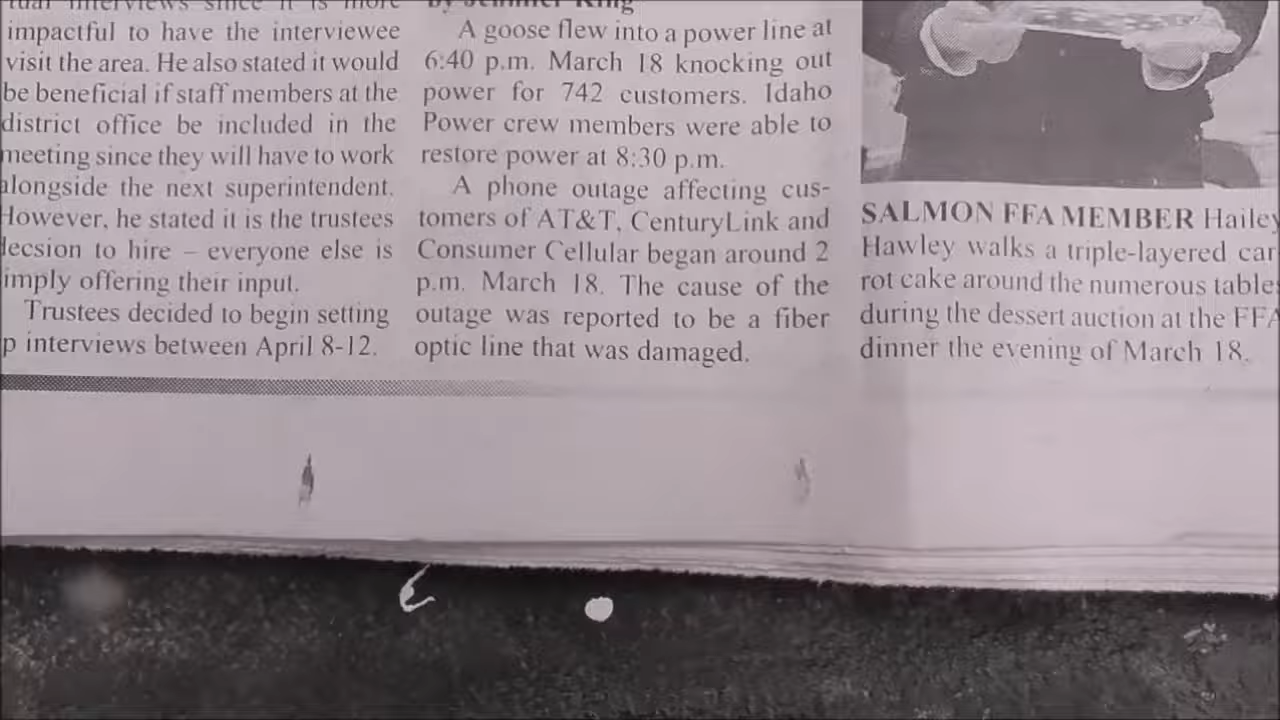 impactful to have the interviewee
visit the area. He also stated it would
be beneficial if staff members at the
district office be included in the
meeting since they will have to work
alongside the next superintendent.
However, he stated it is the trustees
decsion to hire – everyone else is
imply offering their input.
Trustees decided to begin setting
p interviews between April 8-12.
A goose flew into a power line at
6:40 p.m. March 18 knocking out
power for 742 customers. Idaho
Power crew members were able to
restore power at 8:30 p.m.
A phone outage affecting cus-
tomers of AT&T, CenturyLink and
Consumer Cellular began around 2
p.m. March 18. The cause of the
outage was reported to be a fiber
optic line that was damaged.
SALMON FFA MEMBER Hailey
Hawley walks a triple-layered car-
rot cake around the numerous tables
during the dessert auction at the FFA
dinner the evening of March 18.